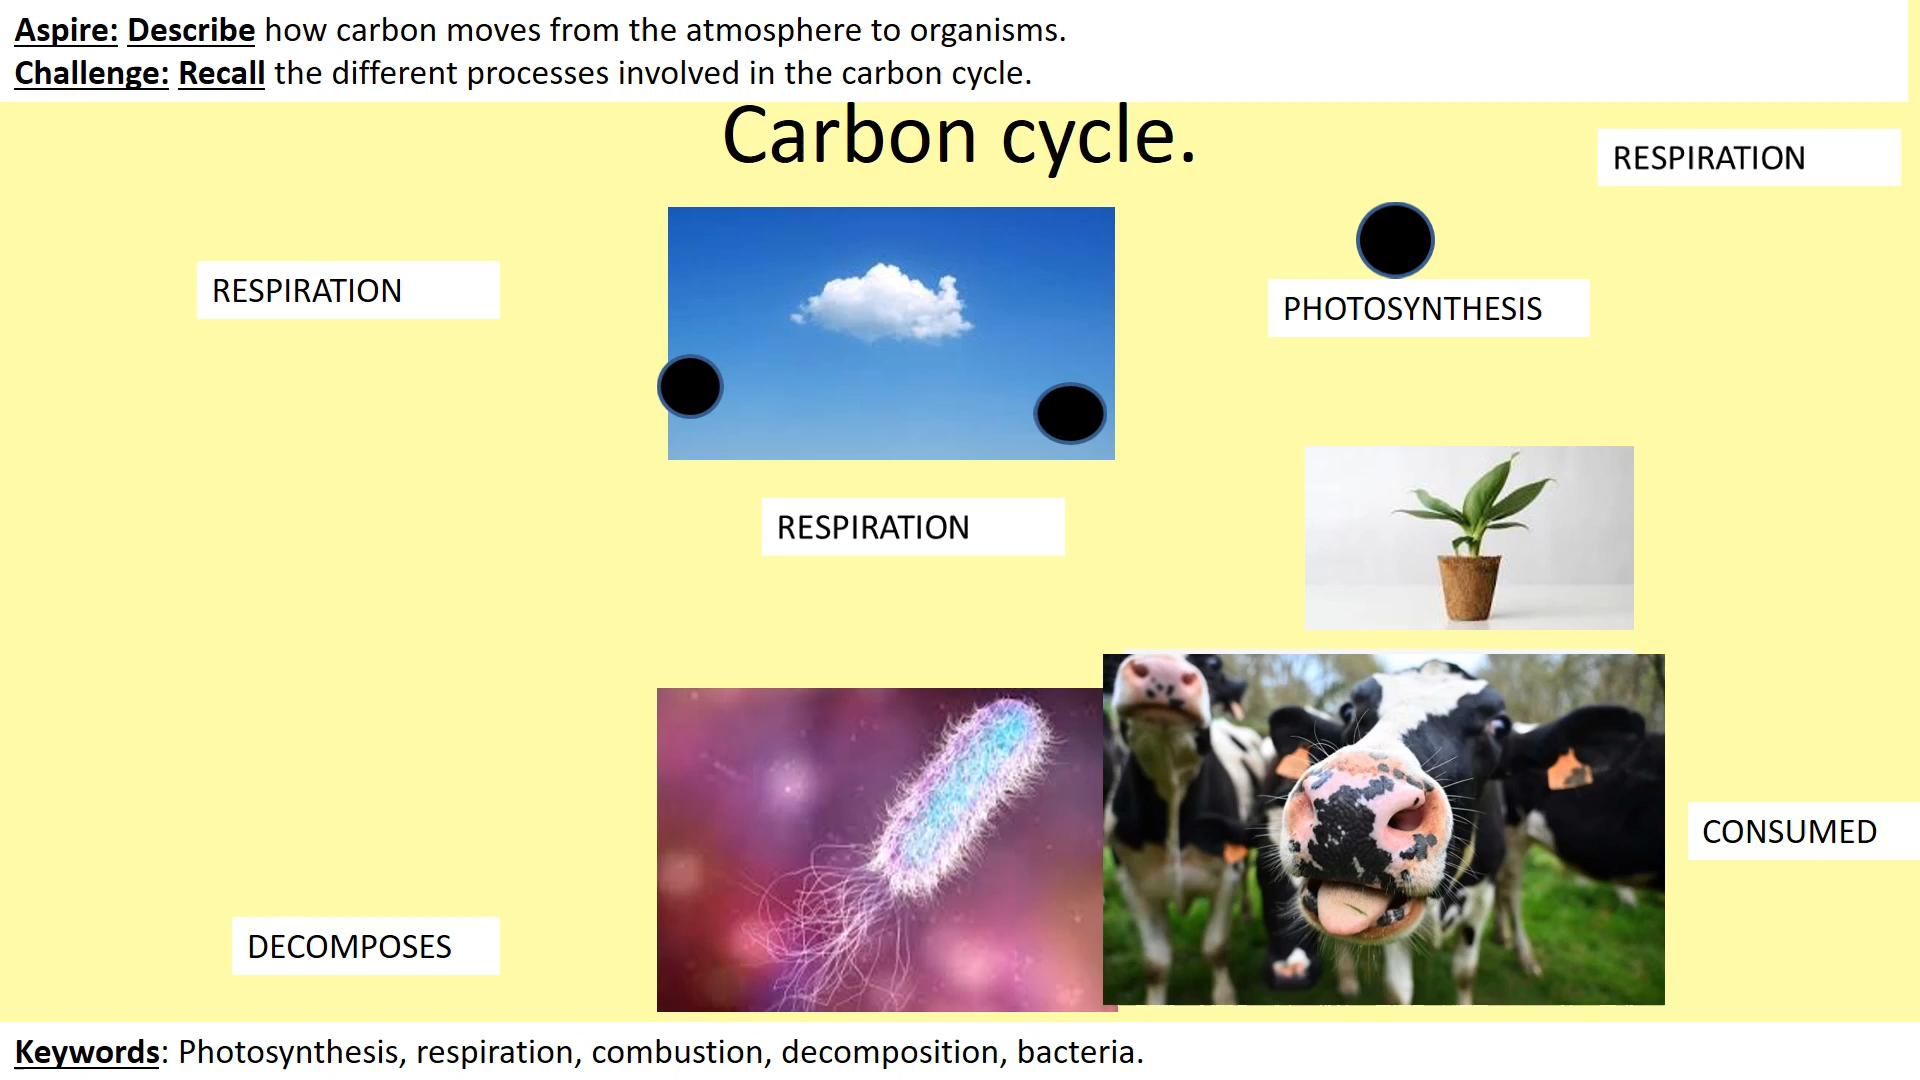 Aspire: Describe how carbon moves from the atmosphere to organisms.
Challenge: Recall the different processes involved in the carbon cycle.
Carbon cycle.
RESPIRATION
RESPIRATION
PHOTOSYNTHESIS
RESPIRATION
CONSUMED
DECOMPOSES
Keywords: Photosynthesis, respiration, combustion, decomposition, bacteria.